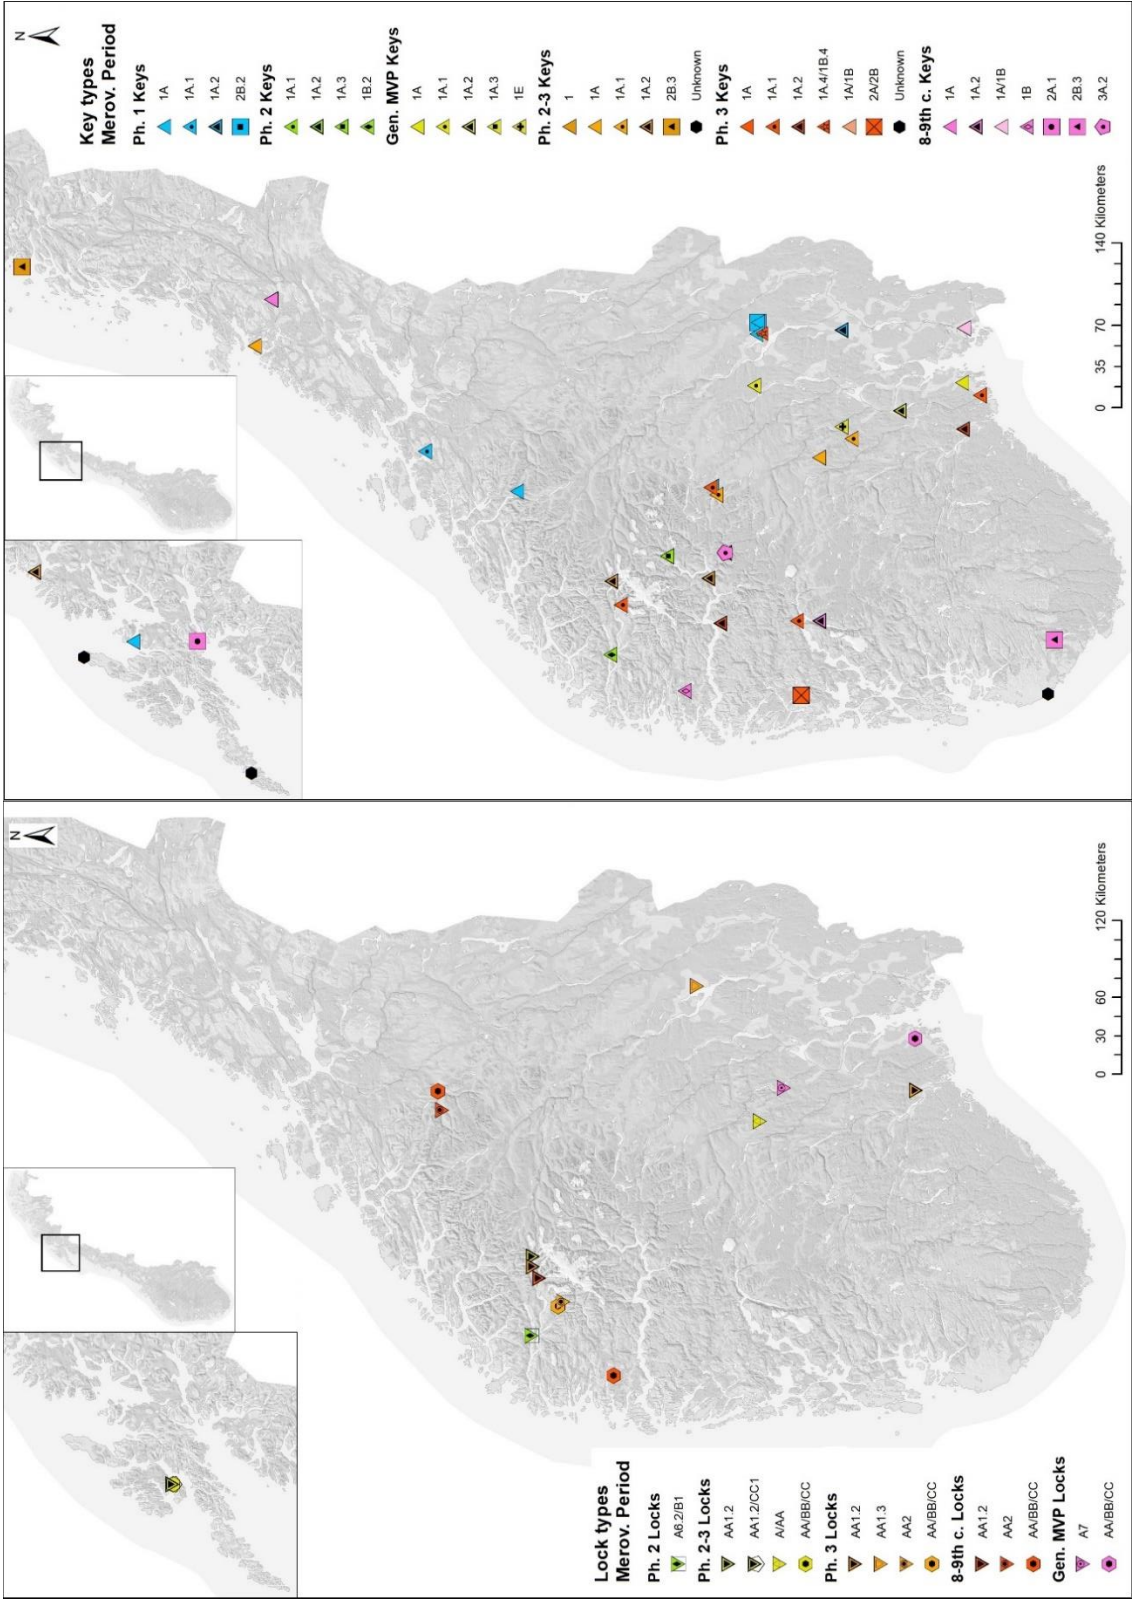 N
Key types
Merov. Period
Ph. 1 Keys
1A
1A.1
1A.2
2B.2
Ph. 2 Keys
1A.1
1A.2
1A.3
1B.2
Gen. MVP Keys
1A
1A.1
1A.2
1A.3
1E
Ph. 2-3 Keys
1
1A
1A.1
1A.2
2B.3
Unknown
Ph. 3 Keys
1A
1A.1
1A.2
1A.4/1B.4
1A/1B
2A/2B
Unknown
8-9th c. Keys
1A
1A.2
1A/1B
1B
2A.1
2B.3
3A.2
0 35 70 140 Kilometers
N
Lock types
Merov. Period
Ph. 2 Locks
A6.2/B1
Ph. 2-3 Locks
AA1.2
AA1.2/CC1
A/AA
AA/BB/CC
Ph. 3 Locks
AA1.2
AA1.3
AA2
AA/BB/CC
8-9th c. Locks
AA1.2
AA2
AA/BB/CC
Gen. MVP Locks
A7
AA/BB/CC
0 30 60 120 Kilometers